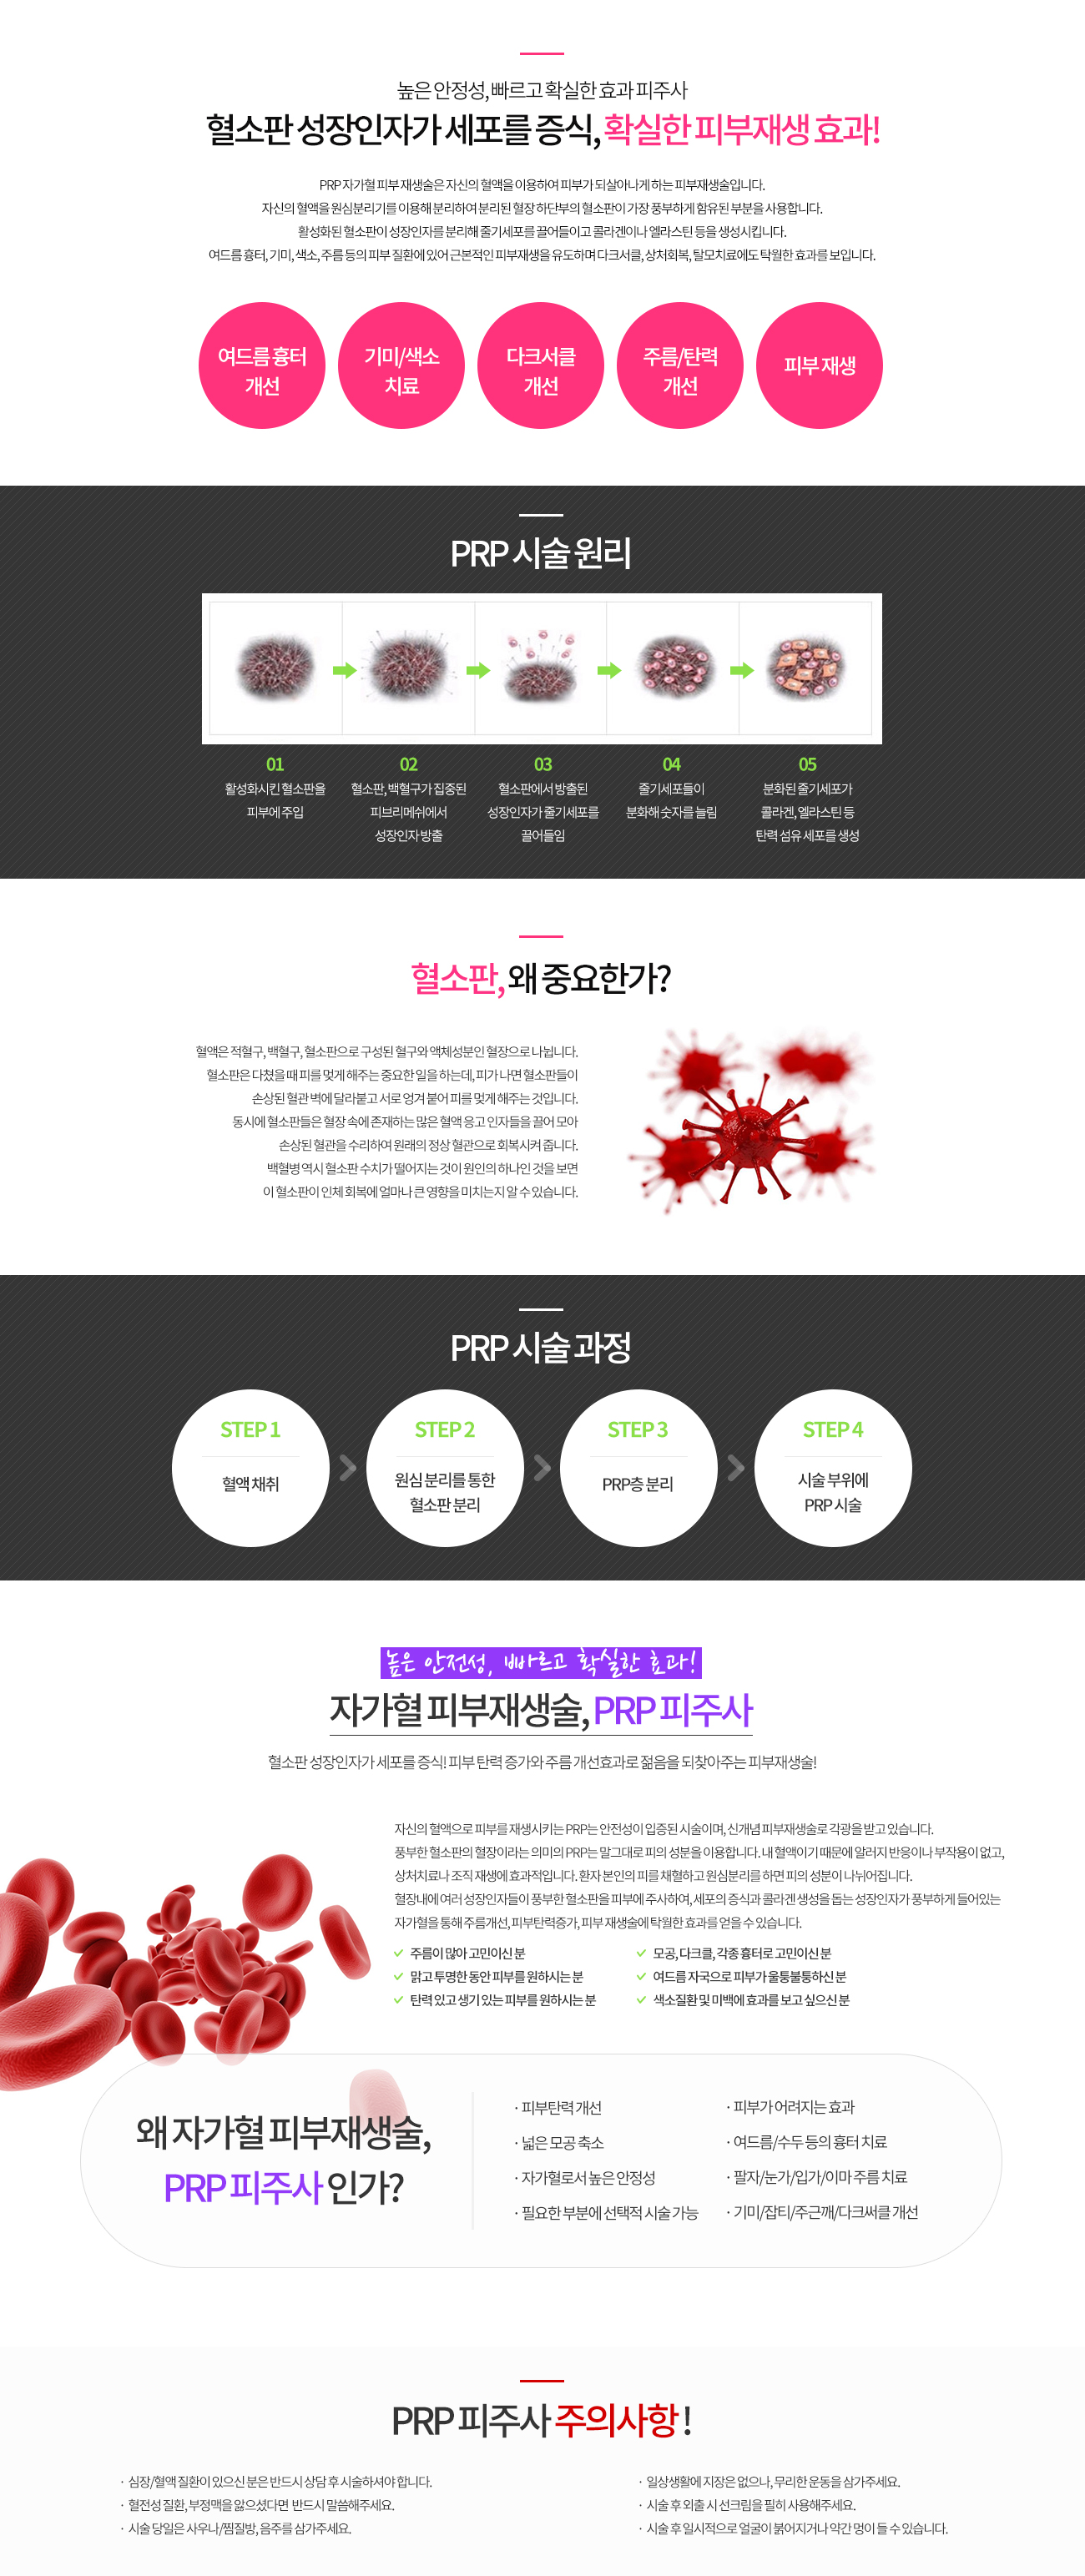 높은 안정성, 빠르고 확실한 효과 피주사
혈소판 성장인자가 세포를 증식, 확실한 피부재생 효과!
PRP 자가혈 피부 재생술은 자신의 혈액을 이용하여 피부가 되살아나게 하는 피부재생술입니다.
자신의 혈액을 원심분리기를 이용해 분리하여 분리된 혈장 하단부의 혈소판이 가장 풍부하게 함유된 부분을 사용합니다.
활성화된 혈소판이 성장인자를 분리해 줄기세포를 끌어들이고 콜라겐이나 엘라스틴 등을 생성시킵니다.
여드름 흉터, 기미, 색소, 주름 등의 피부 질환에 있어 근본적인 피부재생을 유도하며 다크서클, 상처회복, 탈모치료에도 탁월한 효과를 보입니다.
여드름 흉터
개선
기미/색소
치료
다크서클
개선
주름/탄력
개선
피부 재생
PRP 시술 원리
01
활성화시킨 혈소판을
피부에 주입
02
혈소판, 백혈구가 집중된
피브리메쉬에서
성장인자 방출
03
혈소판에서 방출된
성장인자가 줄기세포를
끌어들임
04
줄기세포들이
분화해 숫자를 늘림
05
분화된 줄기세포가
콜라겐, 엘라스틴 등
탄력 섬유 세포를 생성
혈소판, 왜 중요한가?
혈액은 적혈구, 백혈구, 혈소판으로 구성된 혈구와 액체성분인 혈장으로 나뉩니다.
혈소판은 다쳤을 때 피를 멎게 해주는 중요한 일을 하는데, 피가 나면 혈소판들이
손상된 혈관 벽에 달라붙고 서로 엉겨 붙어 피를 멎게 해주는 것입니다.
동시에 혈소판들은 혈장 속에 존재하는 많은 혈액 응고 인자들을 끌어 모아
손상된 혈관을 수리하여 원래의 정상 혈관으로 회복시켜 줍니다.
백혈병 역시 혈소판 수치가 떨어지는 것이 원인의 하나인 것을 보면
이 혈소판이 인체 회복에 얼마나 큰 영향을 미치는지 알 수 있습니다.
PRP 시술 과정
STEP 1
혈액 채취
STEP 2
원심 분리를 통한
혈소판 분리
STEP 3
PRP층 분리
STEP 4
시술 부위에
PRP 시술
높은 안전성, 빠르고 확실한 효과!
자가혈 피부재생술, PRP 피주사
혈소판 성장인자가 세포를 증식! 피부 탄력 증가와 주름 개선효과로 젊음을 되찾아주는 피부재생술!
자신의 혈액으로 피부를 재생시키는 PRP는 안전성이 입증된 시술이며, 신개념 피부재생술로 각광을 받고 있습니다.
풍부한 혈소판의 혈장이라는 의미의 PRP는 말그대로 피의 성분을 이용합니다. 내 혈액이기 때문에 알러지 반응이나 부작용이 없고,
상처치료나 조직 재생에 효과적입니다. 환자 본인의 피를 채혈하고 원심분리를 하면 피의 성분이 나뉘어집니다.
혈장내에 여러 성장인자들이 풍부한 혈소판을 피부에 주사하여, 세포의 증식과 콜라겐 생성을 돕는 성장인자가 풍부하게 들어있는
자가혈을 통해 주름개선, 피부탄력증가, 피부 재생술에 탁월한 효과를 얻을 수 있습니다.
주름이 많아 고민이신 분
맑고 투명한 동안 피부를 원하시는 분
탄력 있고 생기 있는 피부를 원하시는 분
모공, 다크클, 각종 흉터로 고민이신 분
여드름 자국으로 피부가 울퉁불퉁하신 분
색소질환 및 미백에 효과를 보고 싶으신 분
왜 자가혈 피부재생술,
PRP 피주사 인가?
· 피부탄력 개선
· 넓은 모공 축소
· 자가혈로서 높은 안정성
· 필요한 부분에 선택적 시술 가능
· 피부가 어려지는 효과
· 여드름/수두 등의 흉터 치료
· 팔자/눈가/입가/이마 주름 치료
· 기미/잡티/주근깨/다크써클 개선
PRP 피주사 주의사항 !
· 심장/혈액 질환이 있으신 분은 반드시 상담 후 시술하셔야 합니다.
· 혈전성 질환, 부정맥을 앓으셨다면 반드시 말씀해주세요.
· 시술 당일은 사우나/찜질방, 음주를 삼가주세요.
· 일상생활에 지장은 없으나, 무리한 운동을 삼가주세요.
· 시술 후 외출 시 선크림을 필히 사용해주세요.
· 시술 후 일시적으로 얼굴이 붉어지거나 약간 멍이 들 수 있습니다.